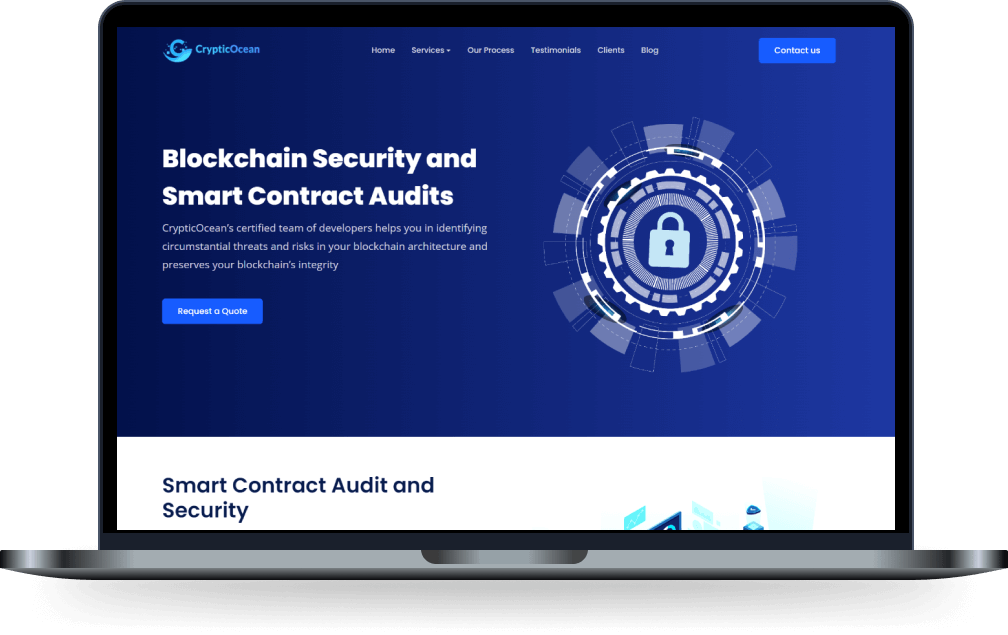 CrypticOcean
Home Services Our Process Testimonials Clients Blog
Contact us
Blockchain Security and
Smart Contract Audits
CrypticOcean's certified team of developers helps you in identifying
circumstantial threats and risks in your blockchain architecture and
preserves your blockchain's integrity
Request a Quote
Smart Contract Audit and
Security